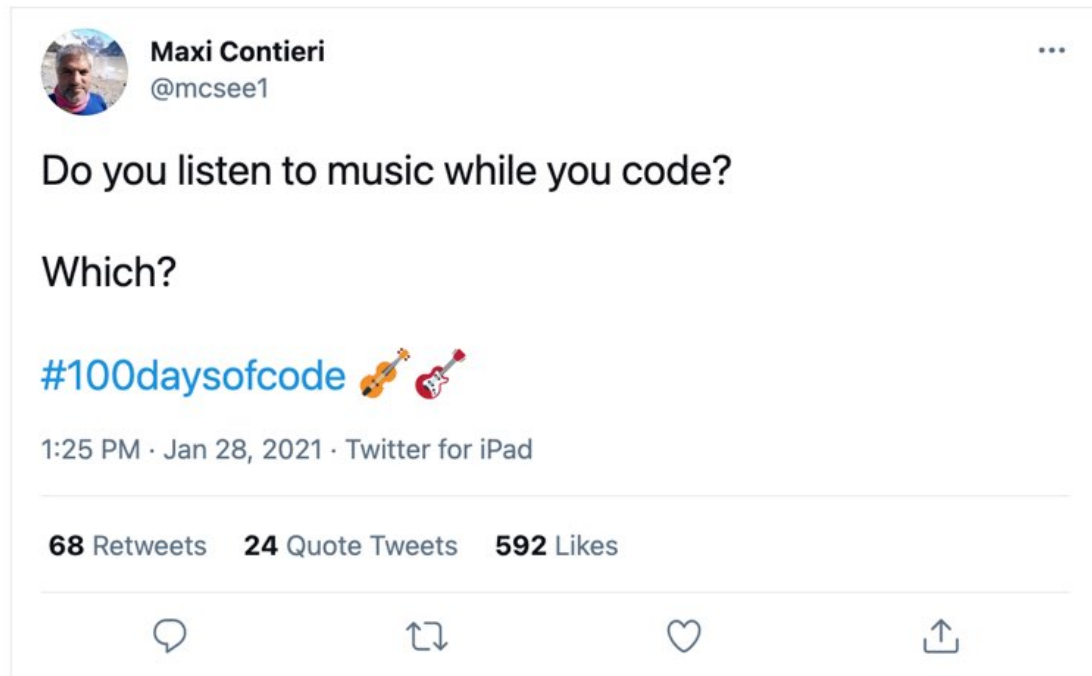 Maxi Contieri
@mcsee1
Do you listen to music while you code?
Which?
#100daysofcode 🎻🎸
1:25 PM · Jan 28, 2021 · Twitter for iPad
68 Retweets 24 Quote Tweets 592 Likes